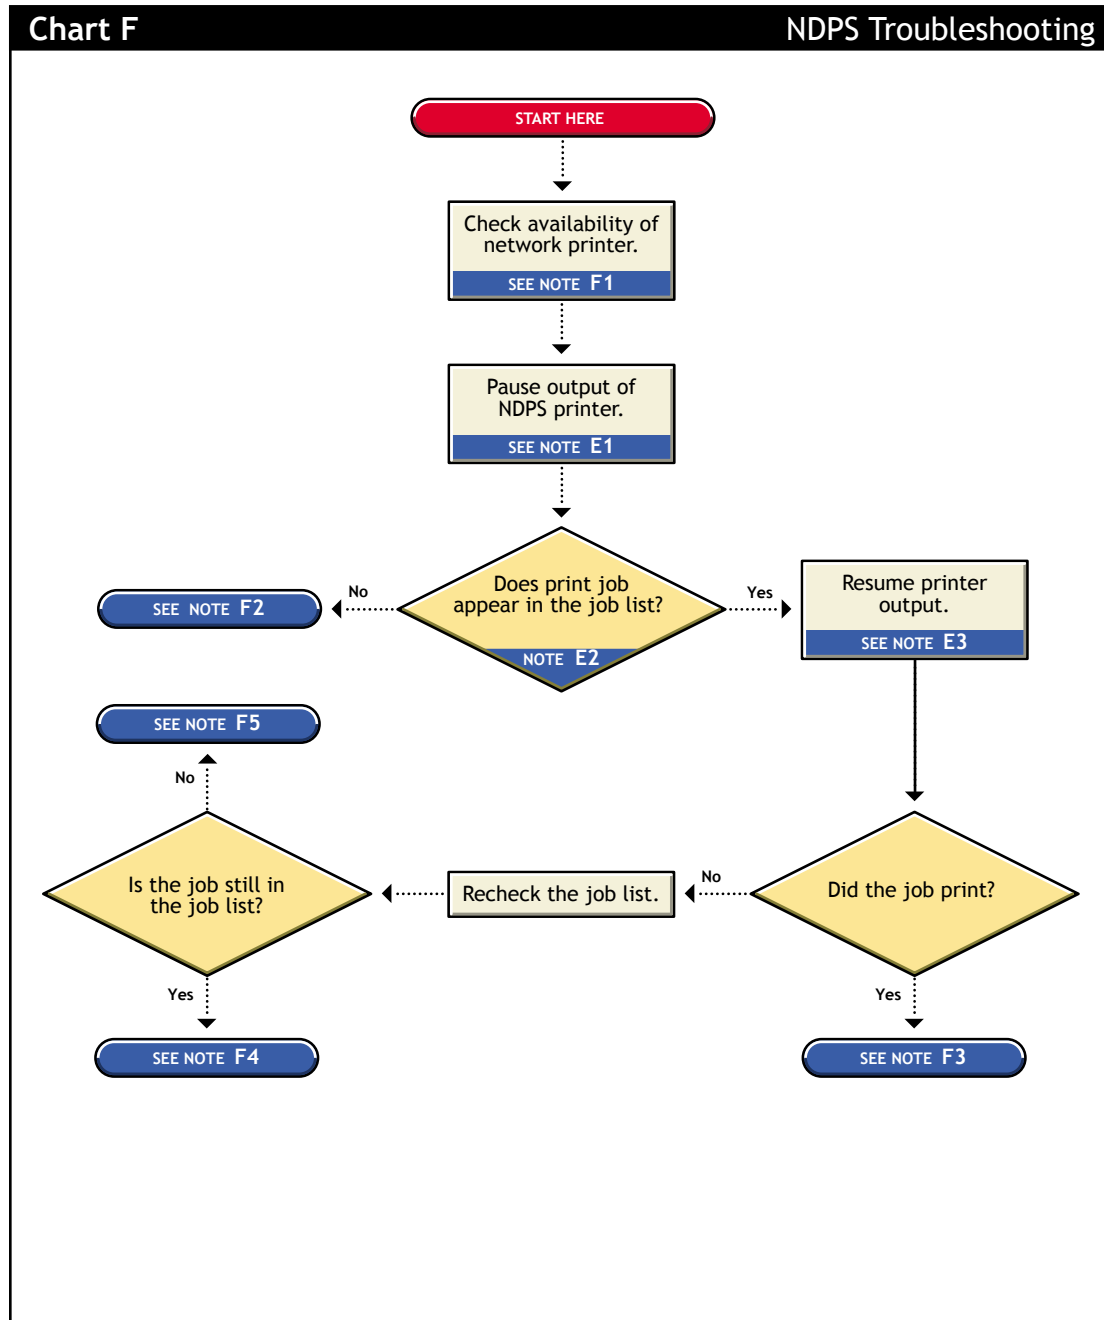 Chart F
NDPS Troubleshooting
START HERE
Check availability of
network printer.
SEE NOTE F1
Pause output of
NDPS printer.
SEE NOTE E1
Does print job
appear in the job list?
NOTE E2
No
SEE NOTE F2
Yes
Resume printer
output.
SEE NOTE E3
Did the job print?
Yes
SEE NOTE F3
No
Recheck the job list.
Is the job still in
the job list?
No
SEE NOTE F5
Yes
SEE NOTE F4